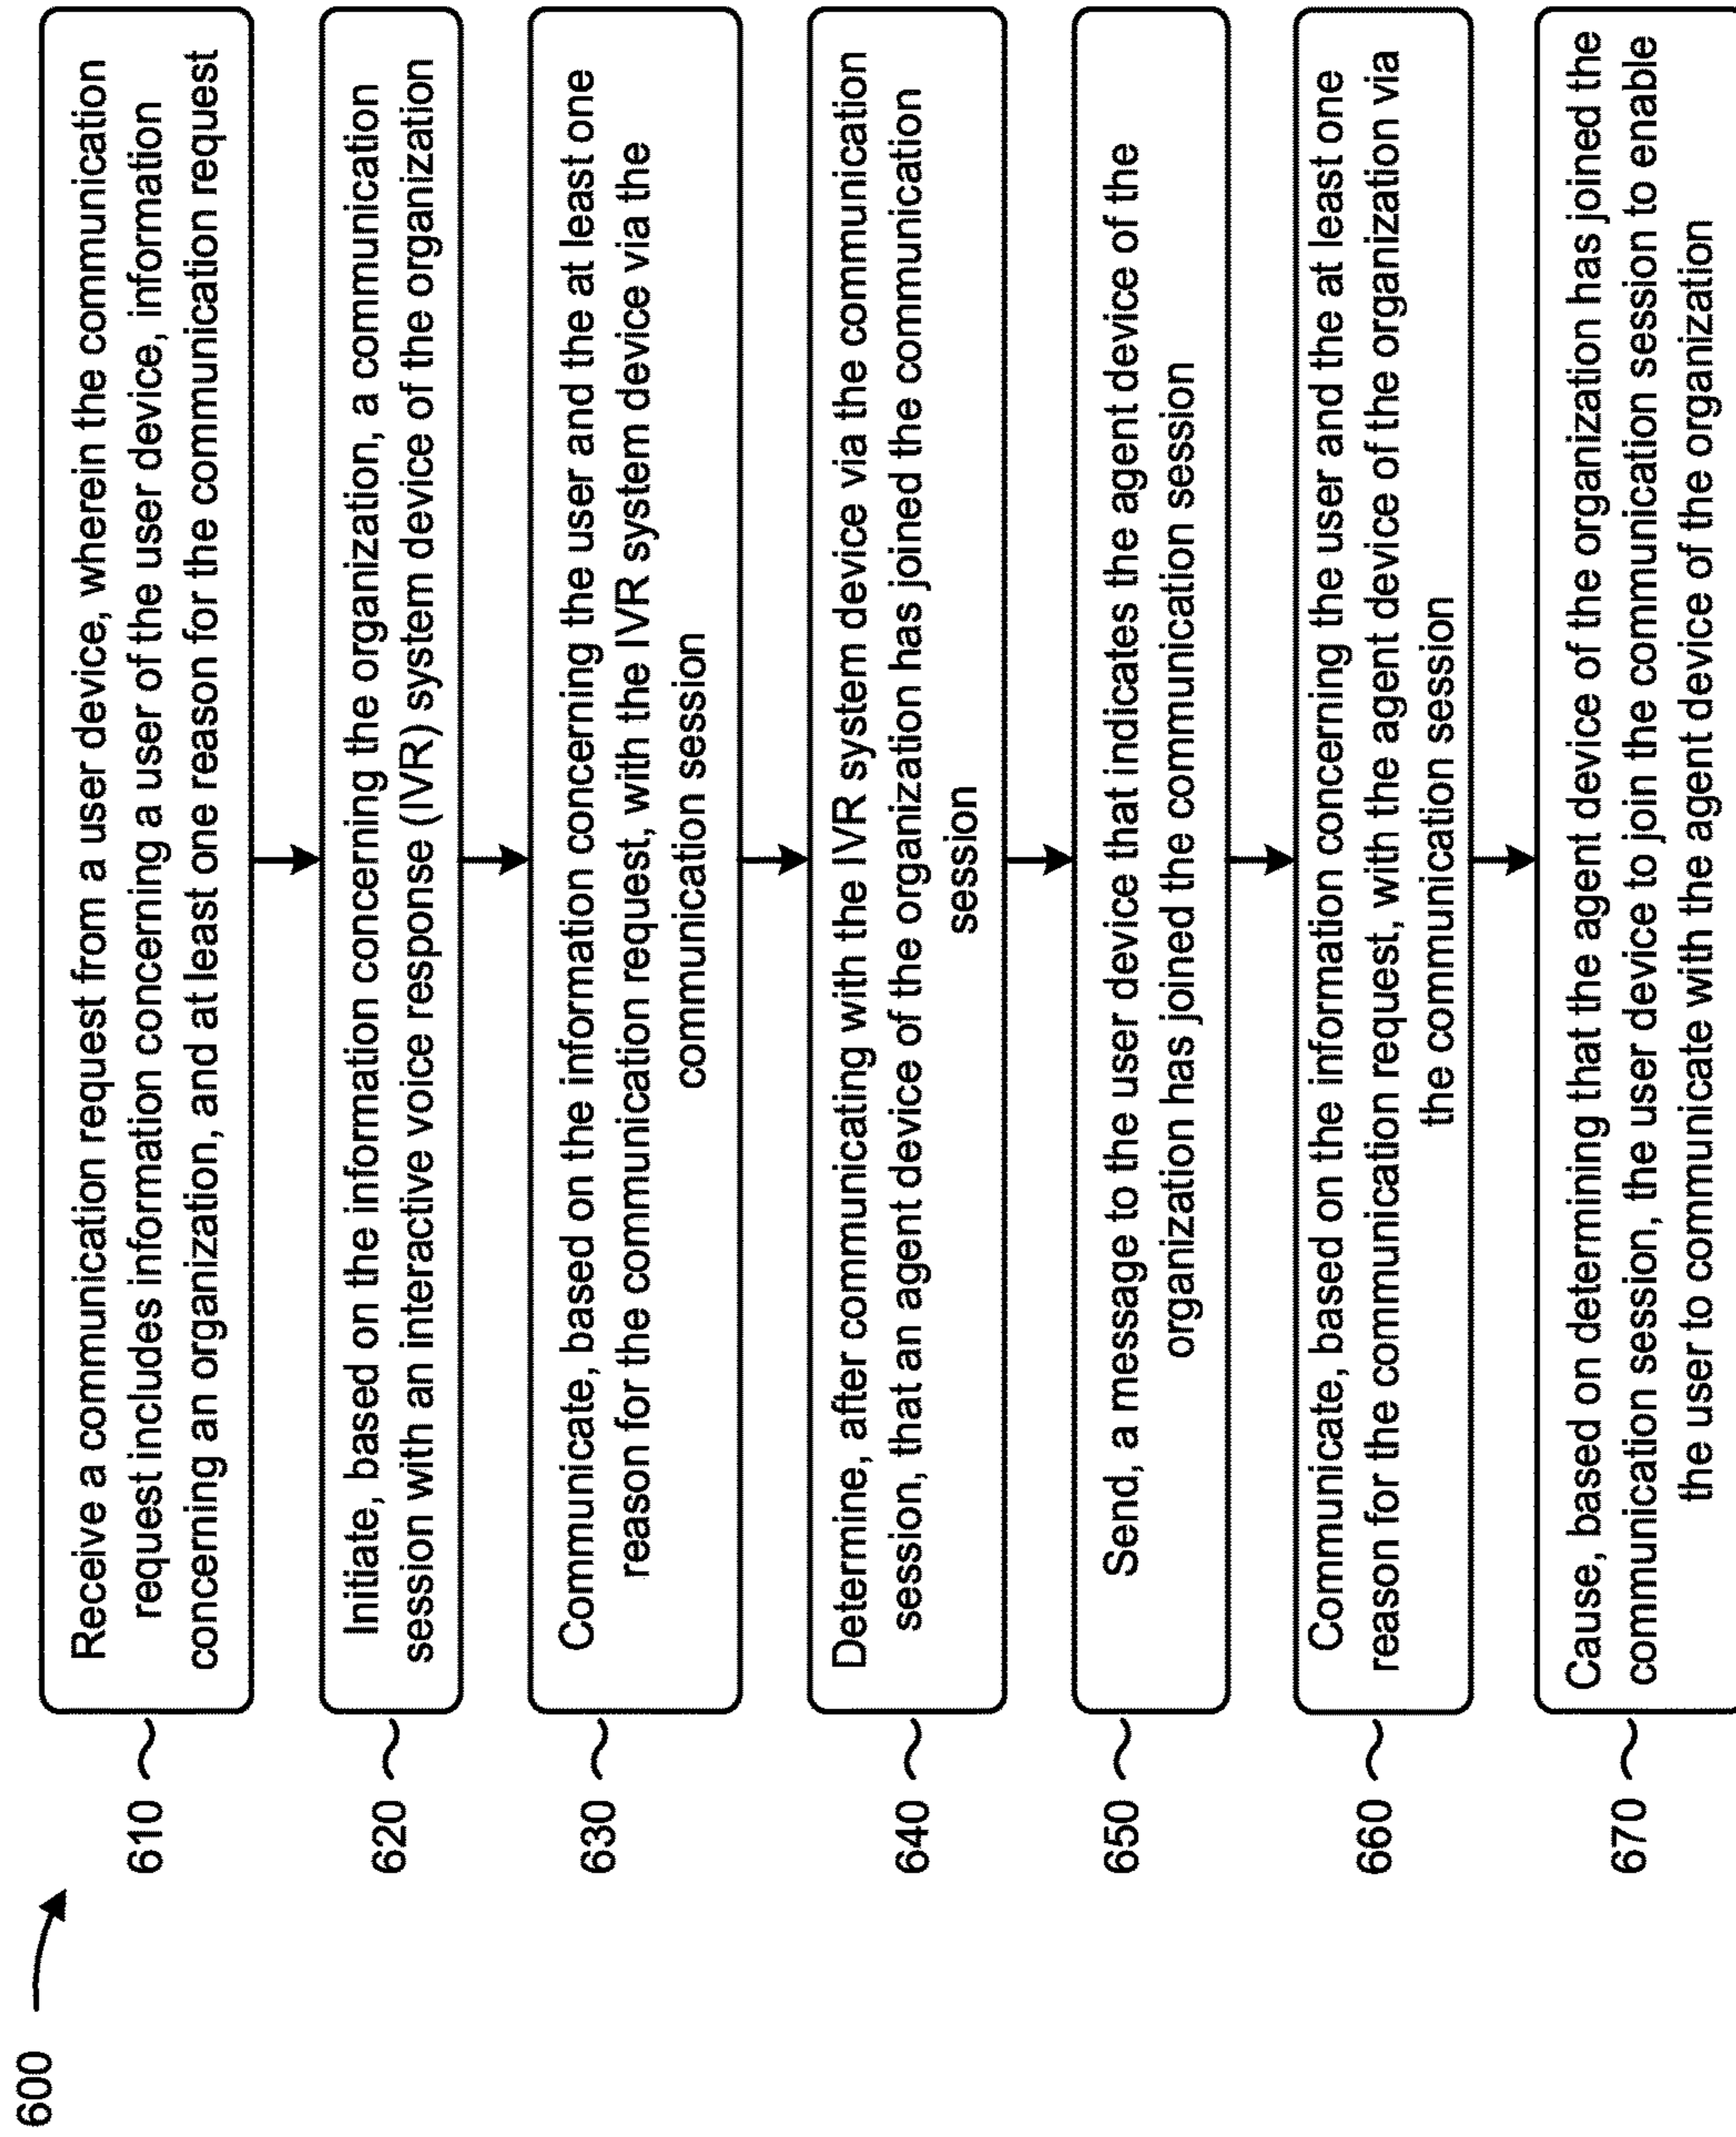 600
610
Receive a communication request from a user device, wherein the communication
request includes information concerning a user of the user device, information
concerning an organization, and at least one reason for the communication request
620
Initiate, based on the information concerning the organization, a communication
session with an interactive voice response (IVR) system device of the organization
630
Communicate, based on the information concerning the user and the at least one
reason for the communication request, with the IVR system device via the
communication session
640
Determine, after communicating with the IVR system device via the communication
session, that an agent device of the organization has joined the communication
session
650
Send, a message to the user device that indicates the agent device of the
organization has joined the communication session
660
Communicate, based on the information concerning the user and the at least one
reason for the communication request, with the agent device of the organization via
the communication session
670
Cause, based on determining that the agent device of the organization has joined the
communication session, the user device to join the communication session to enable
the user to communicate with the agent device of the organization